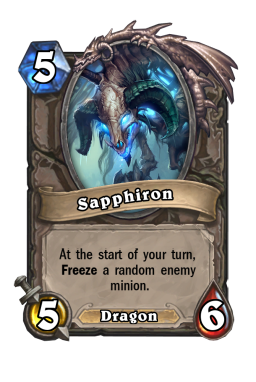 5
Sapphiron
At the start of your turn,
Freeze a random enemy
minion.
5
Dragon
6